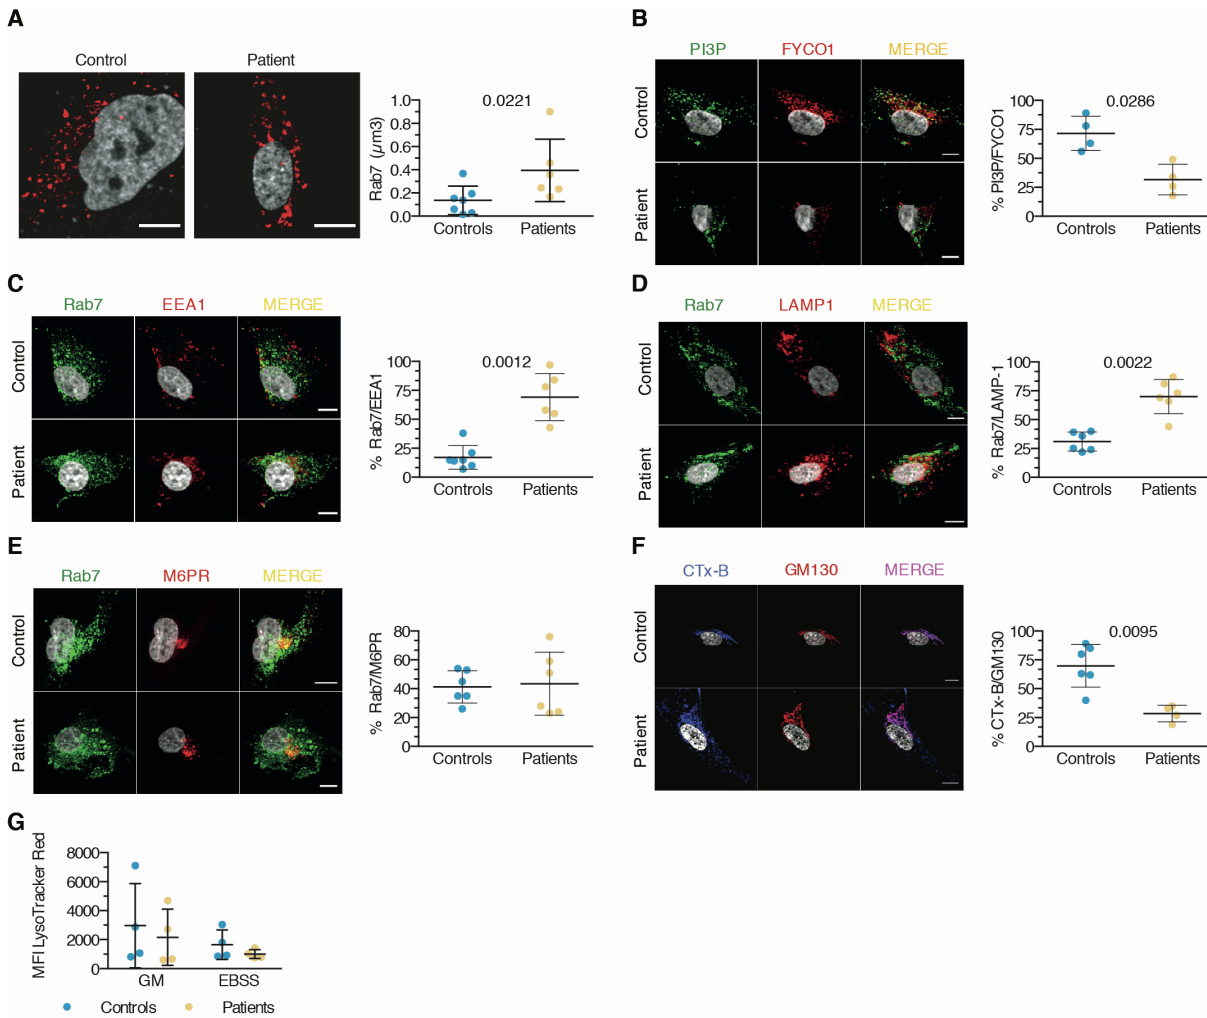 A
Control
Patient
Rab7 (µm3)
1.0
0.8
0.6
0.4
0.2
0.0
0.0221
Controls
Patients
B
PI3P
FYCO1
MERGE
Control
Patient
% PI3P/FYCO1
100
75
50
25
0
0.0286
Controls
Patients
C
Rab7
EEA1
MERGE
Control
Patient
% Rab7/EEA1
100
75
50
25
0
0.0012
Controls
Patients
D
Rab7
LAMP1
MERGE
Control
Patient
% Rab7/LAMP-1
100
75
50
25
0
0.0022
Controls
Patients
E
Rab7
M6PR
MERGE
Control
Patient
% Rab7/M6PR
80
60
40
20
0
Controls
Patients
F
CTx-B
GM130
MERGE
Control
Patient
% CTx-B/GM130
100
75
50
25
0
0.0095
Controls
Patients
G
MFI LysoTracker Red
8000
6000
4000
2000
0
GM
EBSS
Controls
Patients